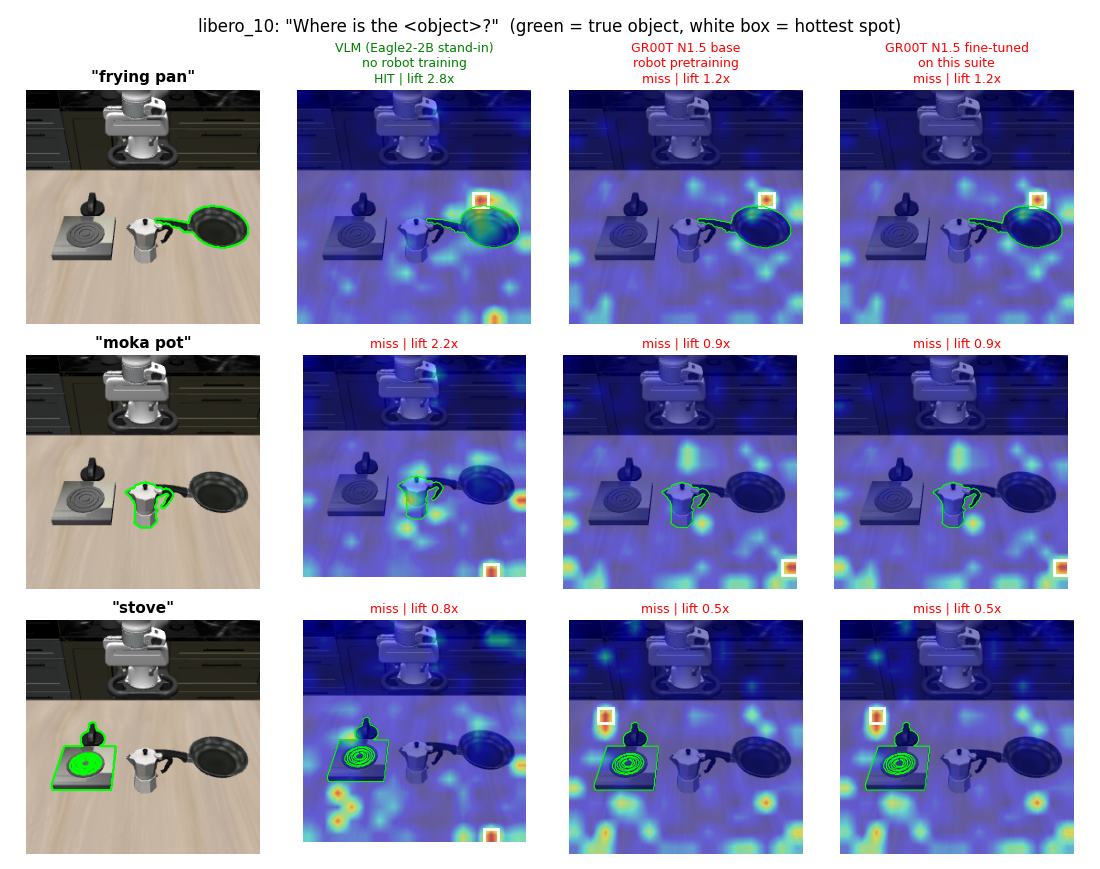 libero_10: "Where is the <object>?"  (green = true object, white box = hottest spot)
VLM (Eagle2-2B stand-in)
no robot training
HIT | lift 2.8x
GR00T N1.5 base
robot pretraining
miss | lift 1.2x
GR00T N1.5 fine-tuned
on this suite
miss | lift 1.2x
"frying pan"
"moka pot"
miss | lift 2.2x
miss | lift 0.9x
miss | lift 0.9x
"stove"
miss | lift 0.8x
miss | lift 0.5x
miss | lift 0.5x